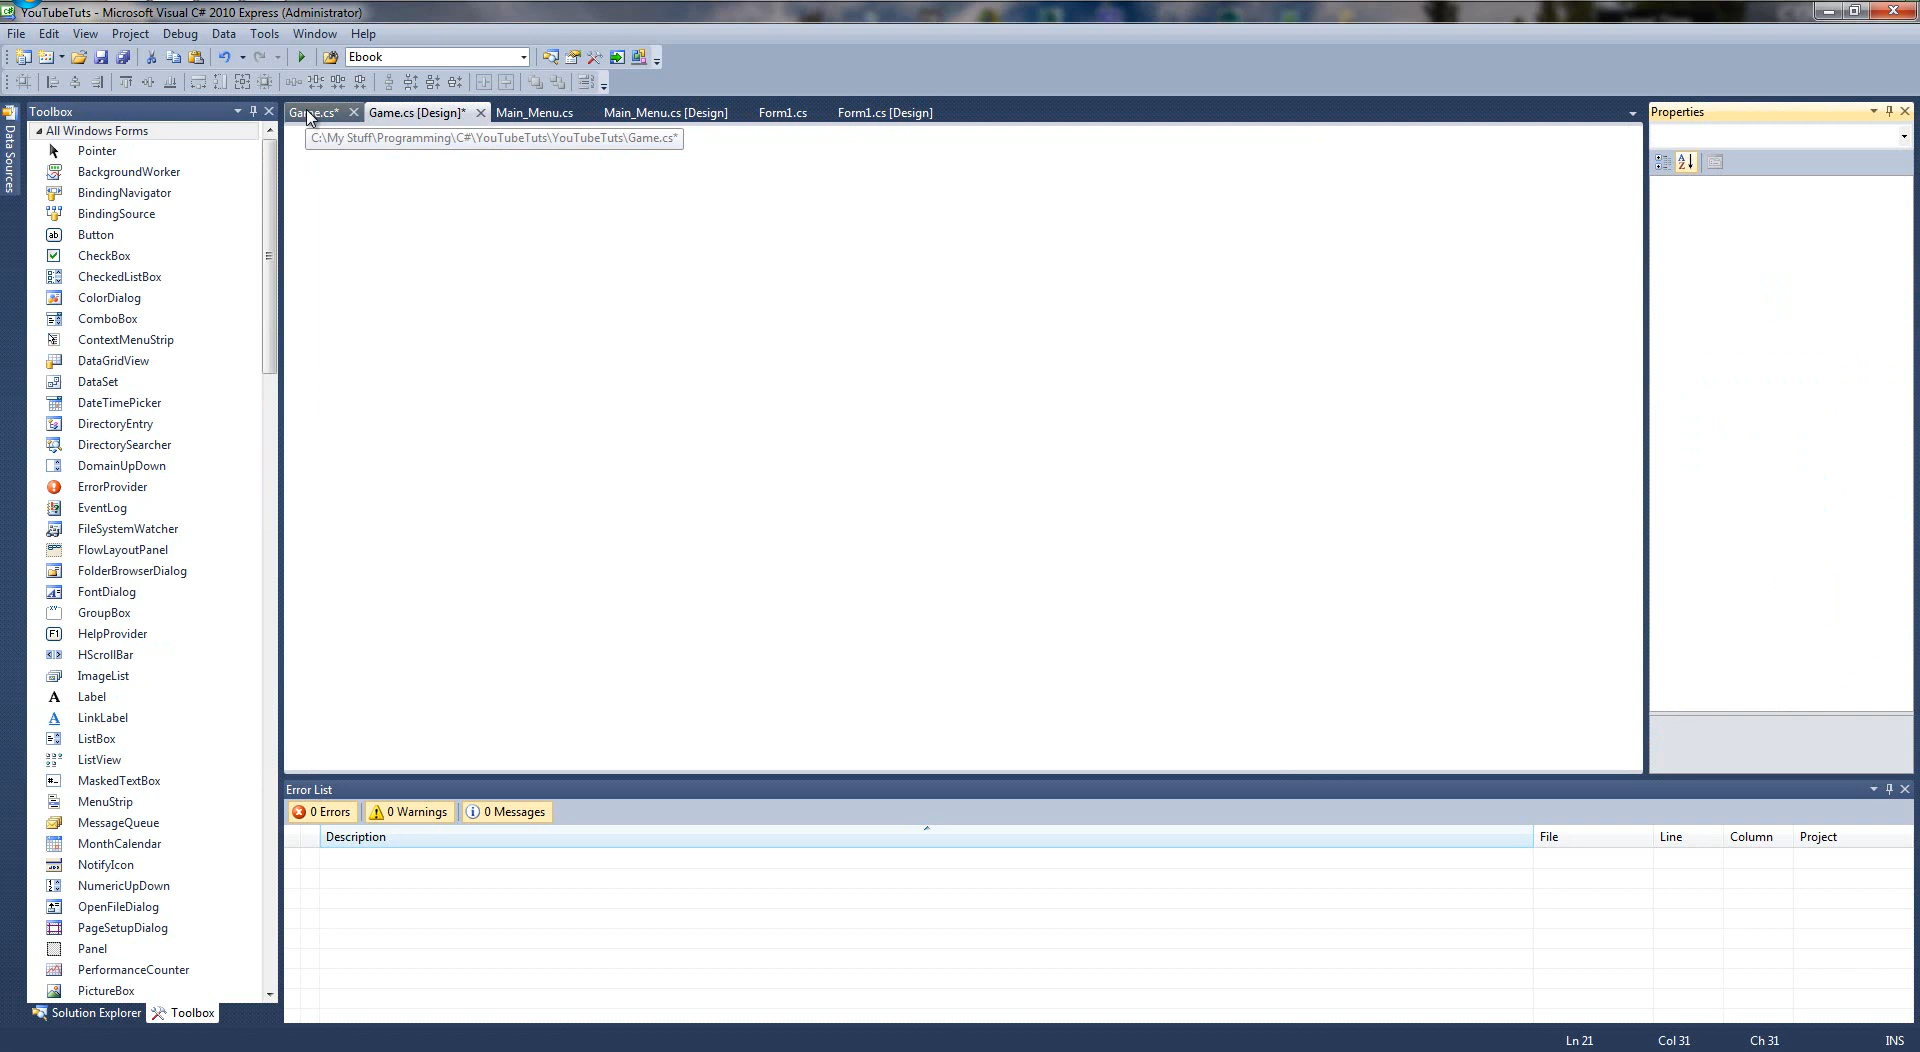 YouTubeTuts - Microsoft Visual C# 2010 Express (Administrator)
File Edit View Project Debug Data Tools Window Help
Ebook
Toolbox
Game.cs* Game.cs [Design]* Main_Menu.cs Main_Menu.cs [Design] Form1.cs Form1.cs [Design]
Properties
C:\My Stuff\Programming\C#\YouTubeTuts\YouTubeTuts\Game.cs*
Data Sources
All Windows Forms
Pointer
BackgroundWorker
BindingNavigator
BindingSource
Button
CheckBox
CheckedListBox
ColorDialog
ComboBox
ContextMenuStrip
DataGridView
DataSet
DateTimePicker
DirectoryEntry
DirectorySearcher
DomainUpDown
ErrorProvider
EventLog
FileSystemWatcher
FlowLayoutPanel
FolderBrowserDialog
FontDialog
GroupBox
HelpProvider
HScrollBar
ImageList
Label
LinkLabel
ListBox
ListView
MaskedTextBox
MenuStrip
MessageQueue
MonthCalendar
NotifyIcon
NumericUpDown
OpenFileDialog
PageSetupDialog
Panel
PerformanceCounter
PictureBox
Solution Explorer Toolbox
Error List
0 Errors 0 Warnings 0 Messages
Description File Line Column Project
Ln 21 Col 31 Ch 31 INS